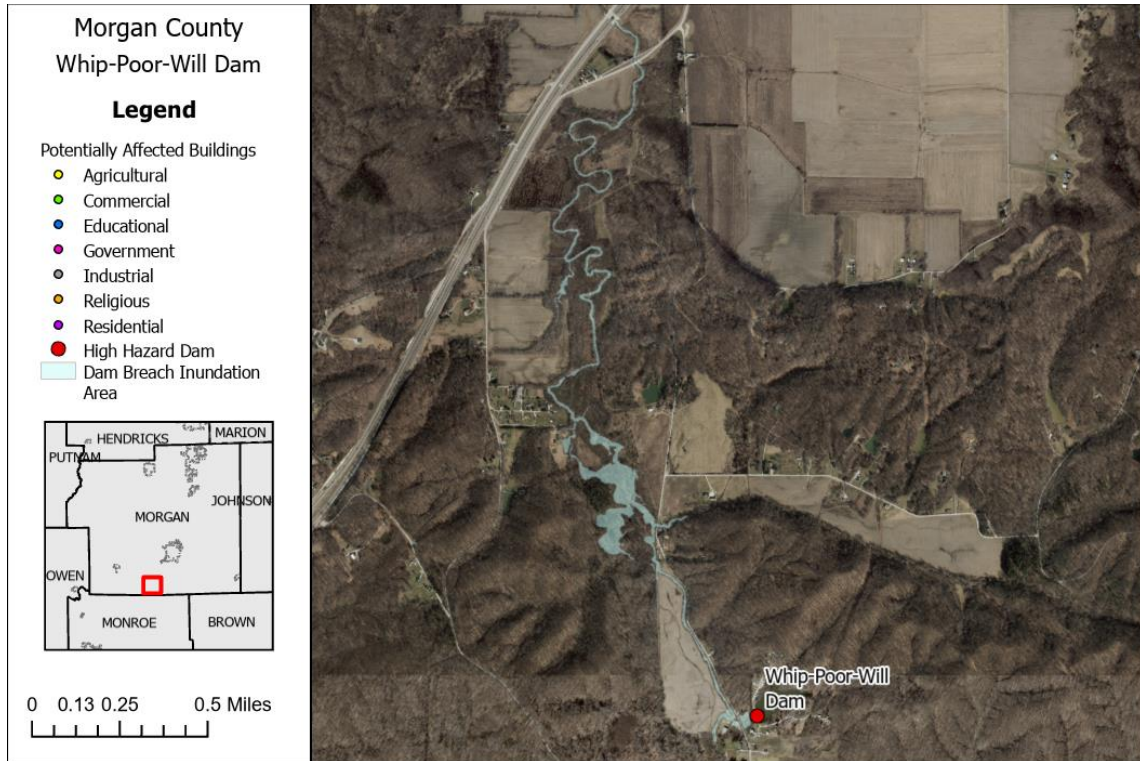 Morgan County
Whip-Poor-Will Dam
Legend
Potentially Affected Buildings
Agricultural
Commercial
Educational
Government
Industrial
Religious
Residential
High Hazard Dam
Dam Breach Inundation
Area
HENDRICKS
MARION
PUTNAM
JOHNSON
MORGAN
OWEN
MONROE
BROWN
0 0.13 0.25 0.5 Miles
Whip-Poor-Will
Dam